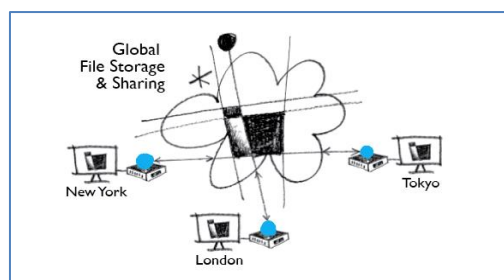 Global
File Storage
& Sharing
New York
Tokyo
London